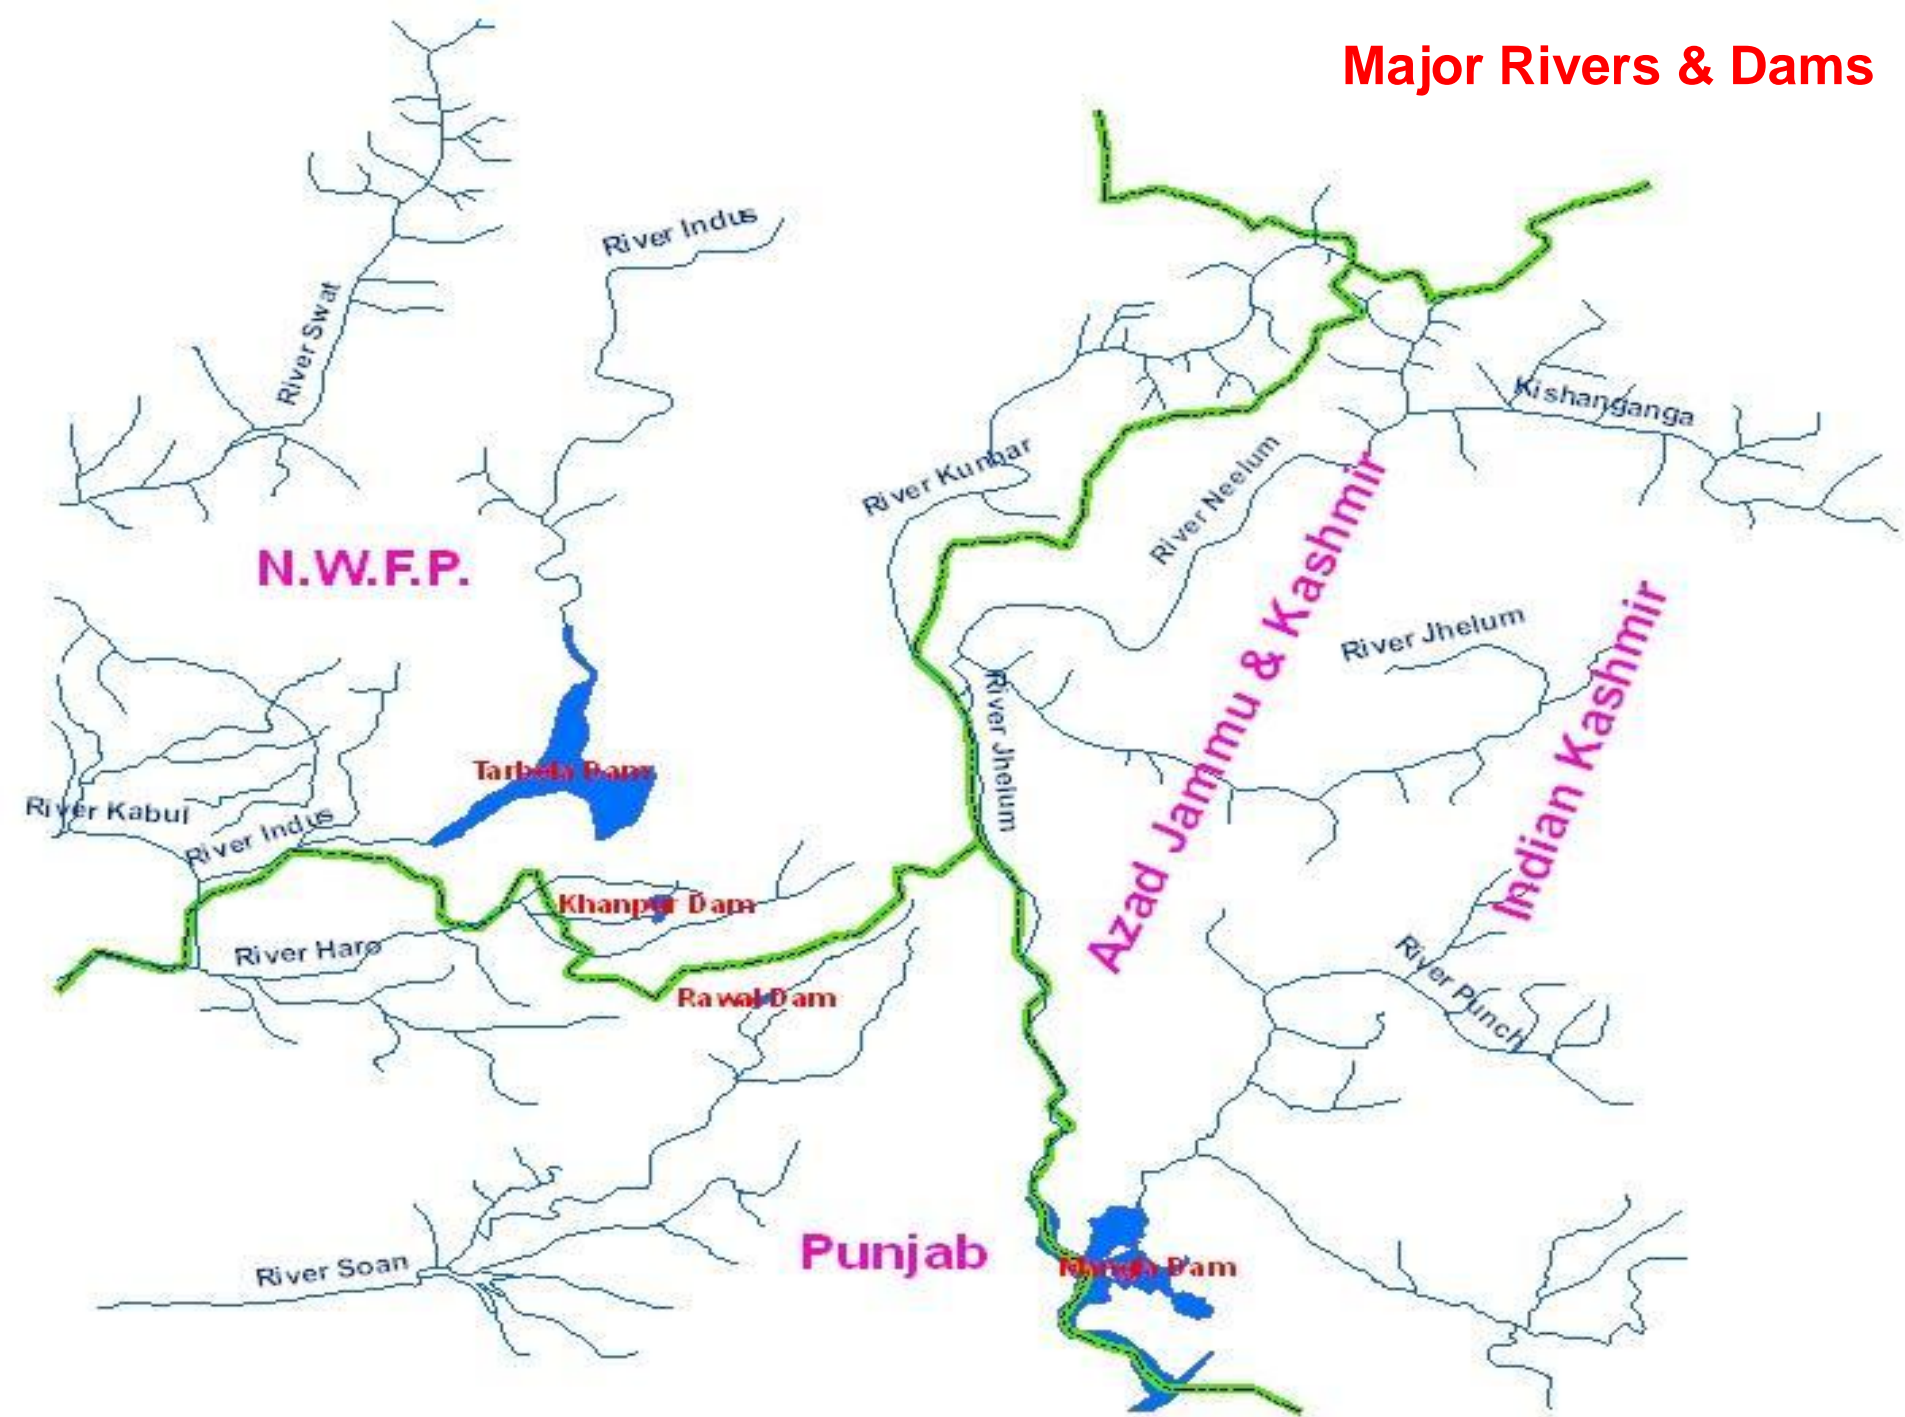 Major Rivers & Dams
River Indus
River Swat
Kishanganga
River Kunhar
River Neelum
N.W.F.P.
Azad Jammu & Kashmir
Indian Kashmir
River Jhelum
River Jhelum
Tarbela Dam
River Kabul
River Indus
Khanpur Dam
River Haro
River Punch
Rawal Dam
Punjab
River Soan
Mangla Dam